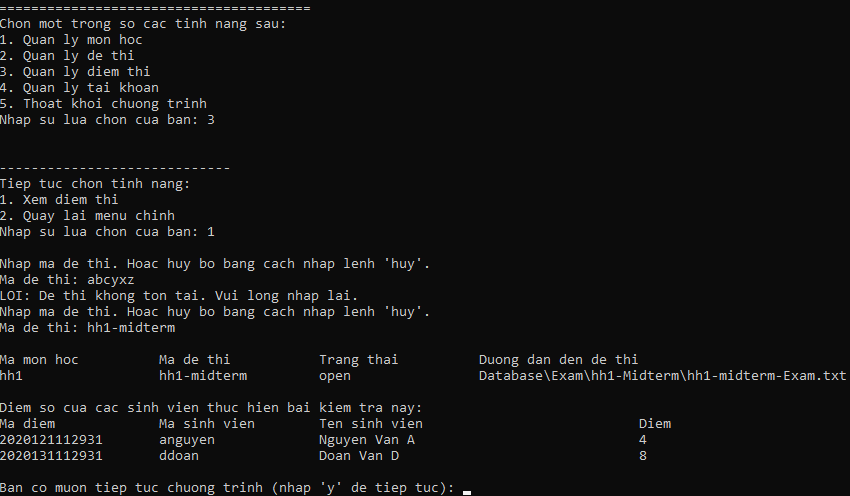 =======================================
Chon mot trong so cac tinh nang sau:
1. Quan ly mon hoc
2. Quan ly de thi
3. Quan ly diem thi
4. Quan ly tai khoan
5. Thoat khoi chuong trinh
Nhap su lua chon cua ban: 3
-----------------------------
Tiep tuc chon tinh nang:
1. Xem diem thi
2. Quay lai menu chinh
Nhap su lua chon cua ban: 1
Nhap ma de thi. Hoac huy bo bang cach nhap lenh 'huy'.
Ma de thi: abcyxz
LOI: De thi khong ton tai. Vui long nhap lai.
Nhap ma de thi. Hoac huy bo bang cach nhap lenh 'huy'.
Ma de thi: hh1-midterm
Ma mon hoc Ma de thi Trang thai Duong dan den de thi
hh1 hh1-midterm open Database\Exam\hh1-Midterm\hh1-midterm-Exam.txt
Diem so cua cac sinh vien thuc hien bai kiem tra nay:
Ma diem Ma sinh vien Ten sinh vien Diem
2020121112931 anguyen Nguyen Van A 4
2020131112931 ddoan Doan Van D 8
Ban co muon tiep tuc chuong trinh (nhap 'y' de tiep tuc): _